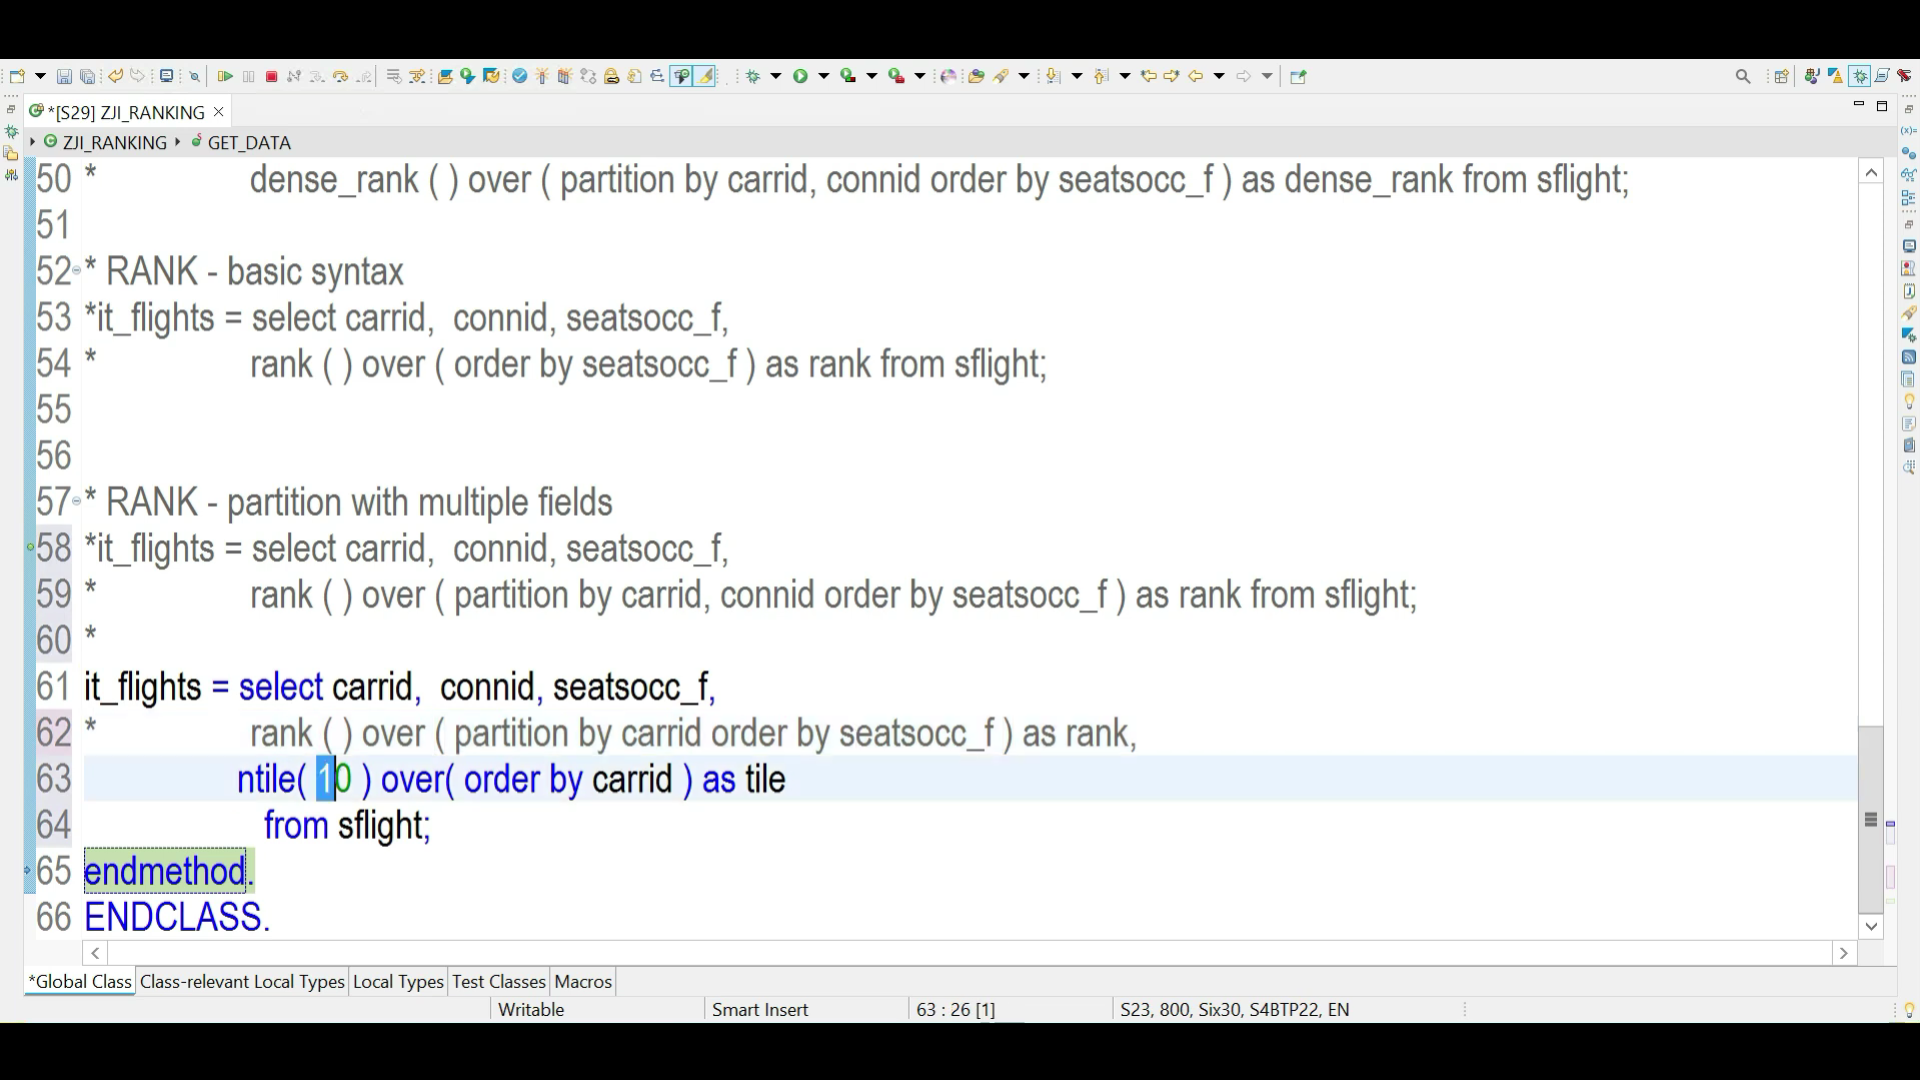 *[S29] ZJI_RANKING
ZJI_RANKING GET_DATA
50 * dense_rank ( ) over ( partition by carrid, connid order by seatsocc_f ) as dense_rank from sflight;
51
52 * RANK - basic syntax
53 *it_flights = select carrid, connid, seatsocc_f,
54 * rank ( ) over ( order by seatsocc_f ) as rank from sflight;
55
56
57 * RANK - partition with multiple fields
58 *it_flights = select carrid, connid, seatsocc_f,
59 * rank ( ) over ( partition by carrid, connid order by seatsocc_f ) as rank from sflight;
60 *
61 it_flights = select carrid, connid, seatsocc_f,
62 * rank ( ) over ( partition by carrid order by seatsocc_f ) as rank,
63 ntile( 10 ) over( order by carrid ) as tile
64 from sflight;
65 endmethod.
66 ENDCLASS.
*Global Class Class-relevant Local Types Local Types Test Classes Macros
Writable Smart Insert 63 : 26 [1] S23, 800, Six30, S4BTP22, EN